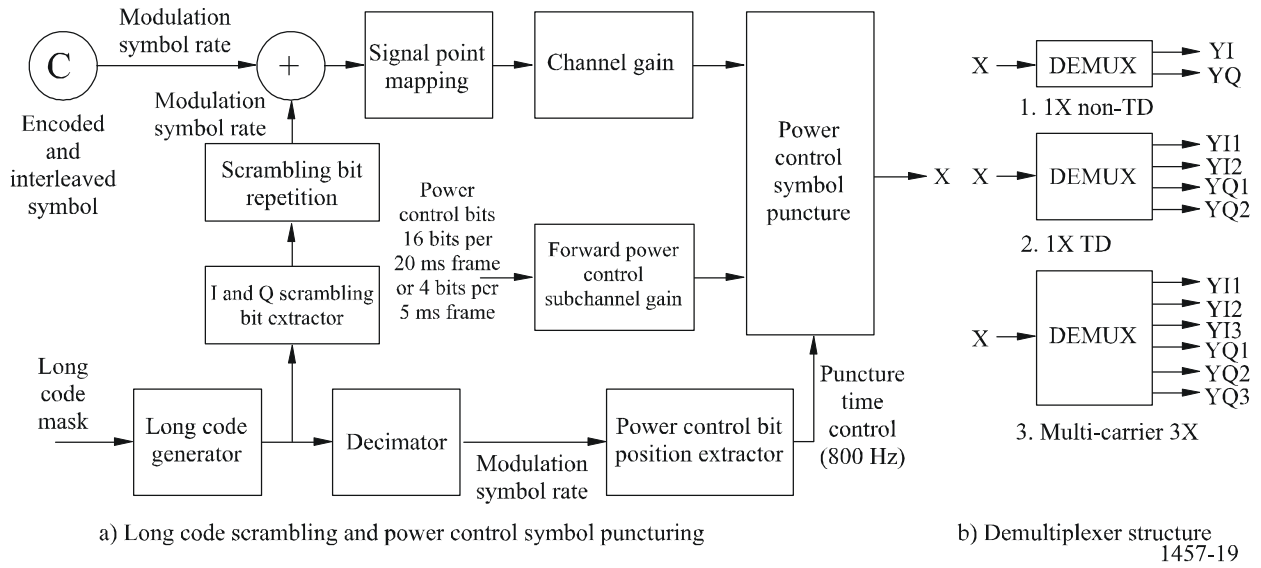 C
Modulation
symbol rate
+
Signal point
mapping
Channel gain
Encoded
and
interleaved
symbol
Modulation
symbol rate
Scrambling bit
repetition
I and Q scrambling
bit extractor
Power
control bits
16 bits per
20 ms frame
or 4 bits per
5 ms frame
Forward power
control
subchannel gain
Power
control
symbol
puncture
X
Long
code
mask
Long code
generator
Decimator
Modulation
symbol rate
Power control bit
position extractor
Puncture
time
control
(800 Hz)
a) Long code scrambling and power control symbol puncturing
X
DEMUX
YI
YQ
1. 1X non-TD
X
DEMUX
YI1
YI2
YQ1
YQ2
2. 1X TD
X
DEMUX
YI1
YI2
YI3
YQ1
YQ2
YQ3
3. Multi-carrier 3X
b) Demultiplexer structure
1457-19